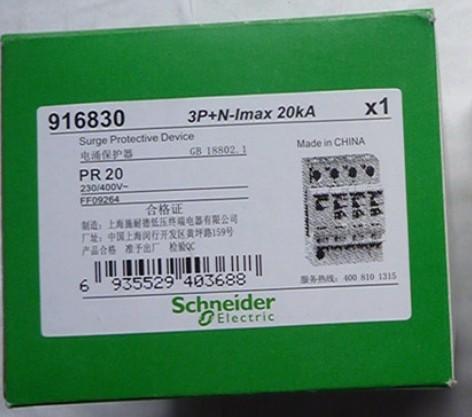 916830 3P+N-Imax 20kA x1
Surge Protective Device
电涌保护器 GB 18802.1 Made in CHINA
PR 20
230/400V~
FF09264
合格证
制造：上海施耐德低压终端电器有限公司
厂址：中国上海闵行开发区黄坪路159号
产品合格 准予出厂 检验QC
6 935529 403688
服务热线：400 810 1315
Schneider
Electric